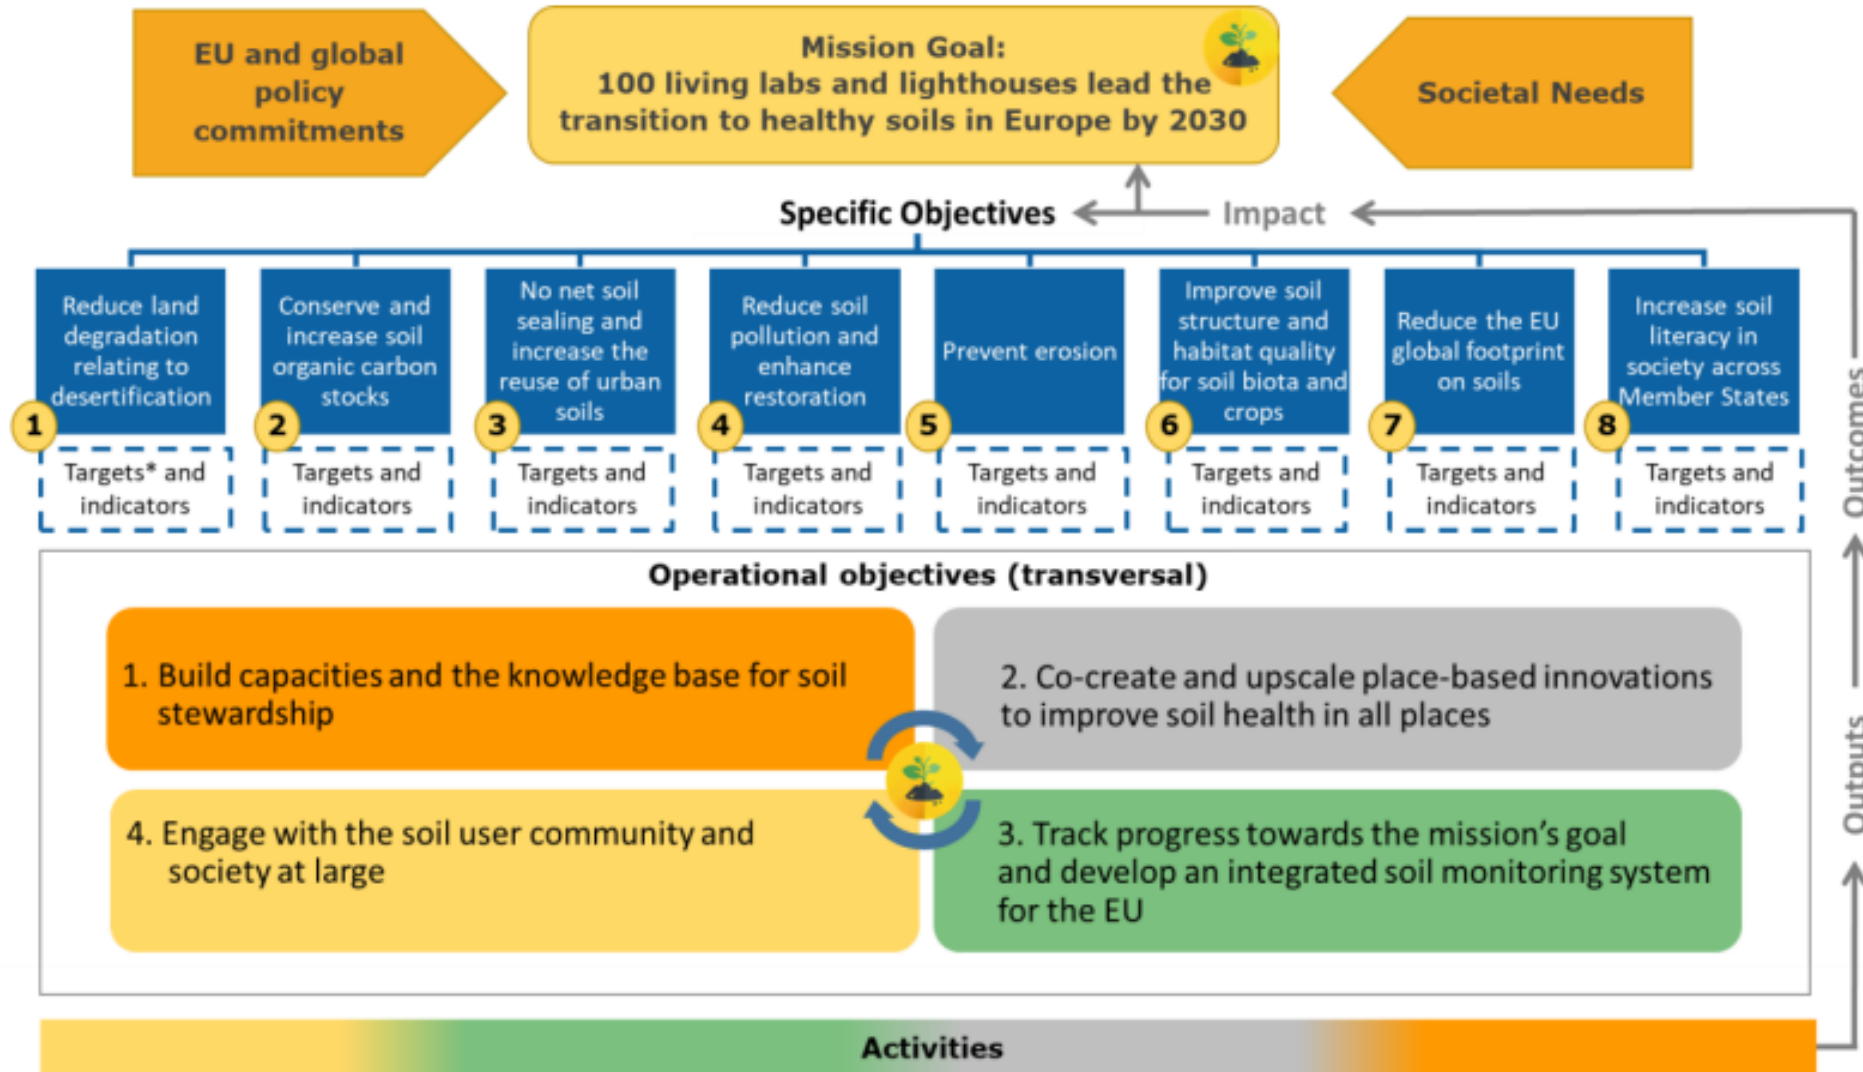 EU and global
policy
commitments
Mission Goal:
100 living labs and lighthouses lead the
transition to healthy soils in Europe by 2030
Societal Needs
Specific Objectives
Impact
Reduce land
degradation
relating to
desertification
1
Targets* and
indicators
Conserve and
increase soil
organic carbon
stocks
2
Targets and
indicators
No net soil
sealing and
increase the
reuse of urban
soils
3
Targets and
indicators
Reduce soil
pollution and
enhance
restoration
4
Targets and
indicators
Prevent erosion
5
Targets and
indicators
Improve soil
structure and
habitat quality
for soil biota and
crops
6
Targets and
indicators
Reduce the EU
global footprint
on soils
7
Targets and
indicators
Increase soil
literacy in
society across
Member States
8
Targets and
indicators
Outcomes
Outputs
Operational objectives (transversal)
1. Build capacities and the knowledge base for soil
stewardship
2. Co-create and upscale place-based innovations
to improve soil health in all places
4. Engage with the soil user community and
society at large
3. Track progress towards the mission's goal
and develop an integrated soil monitoring system
for the EU
Activities